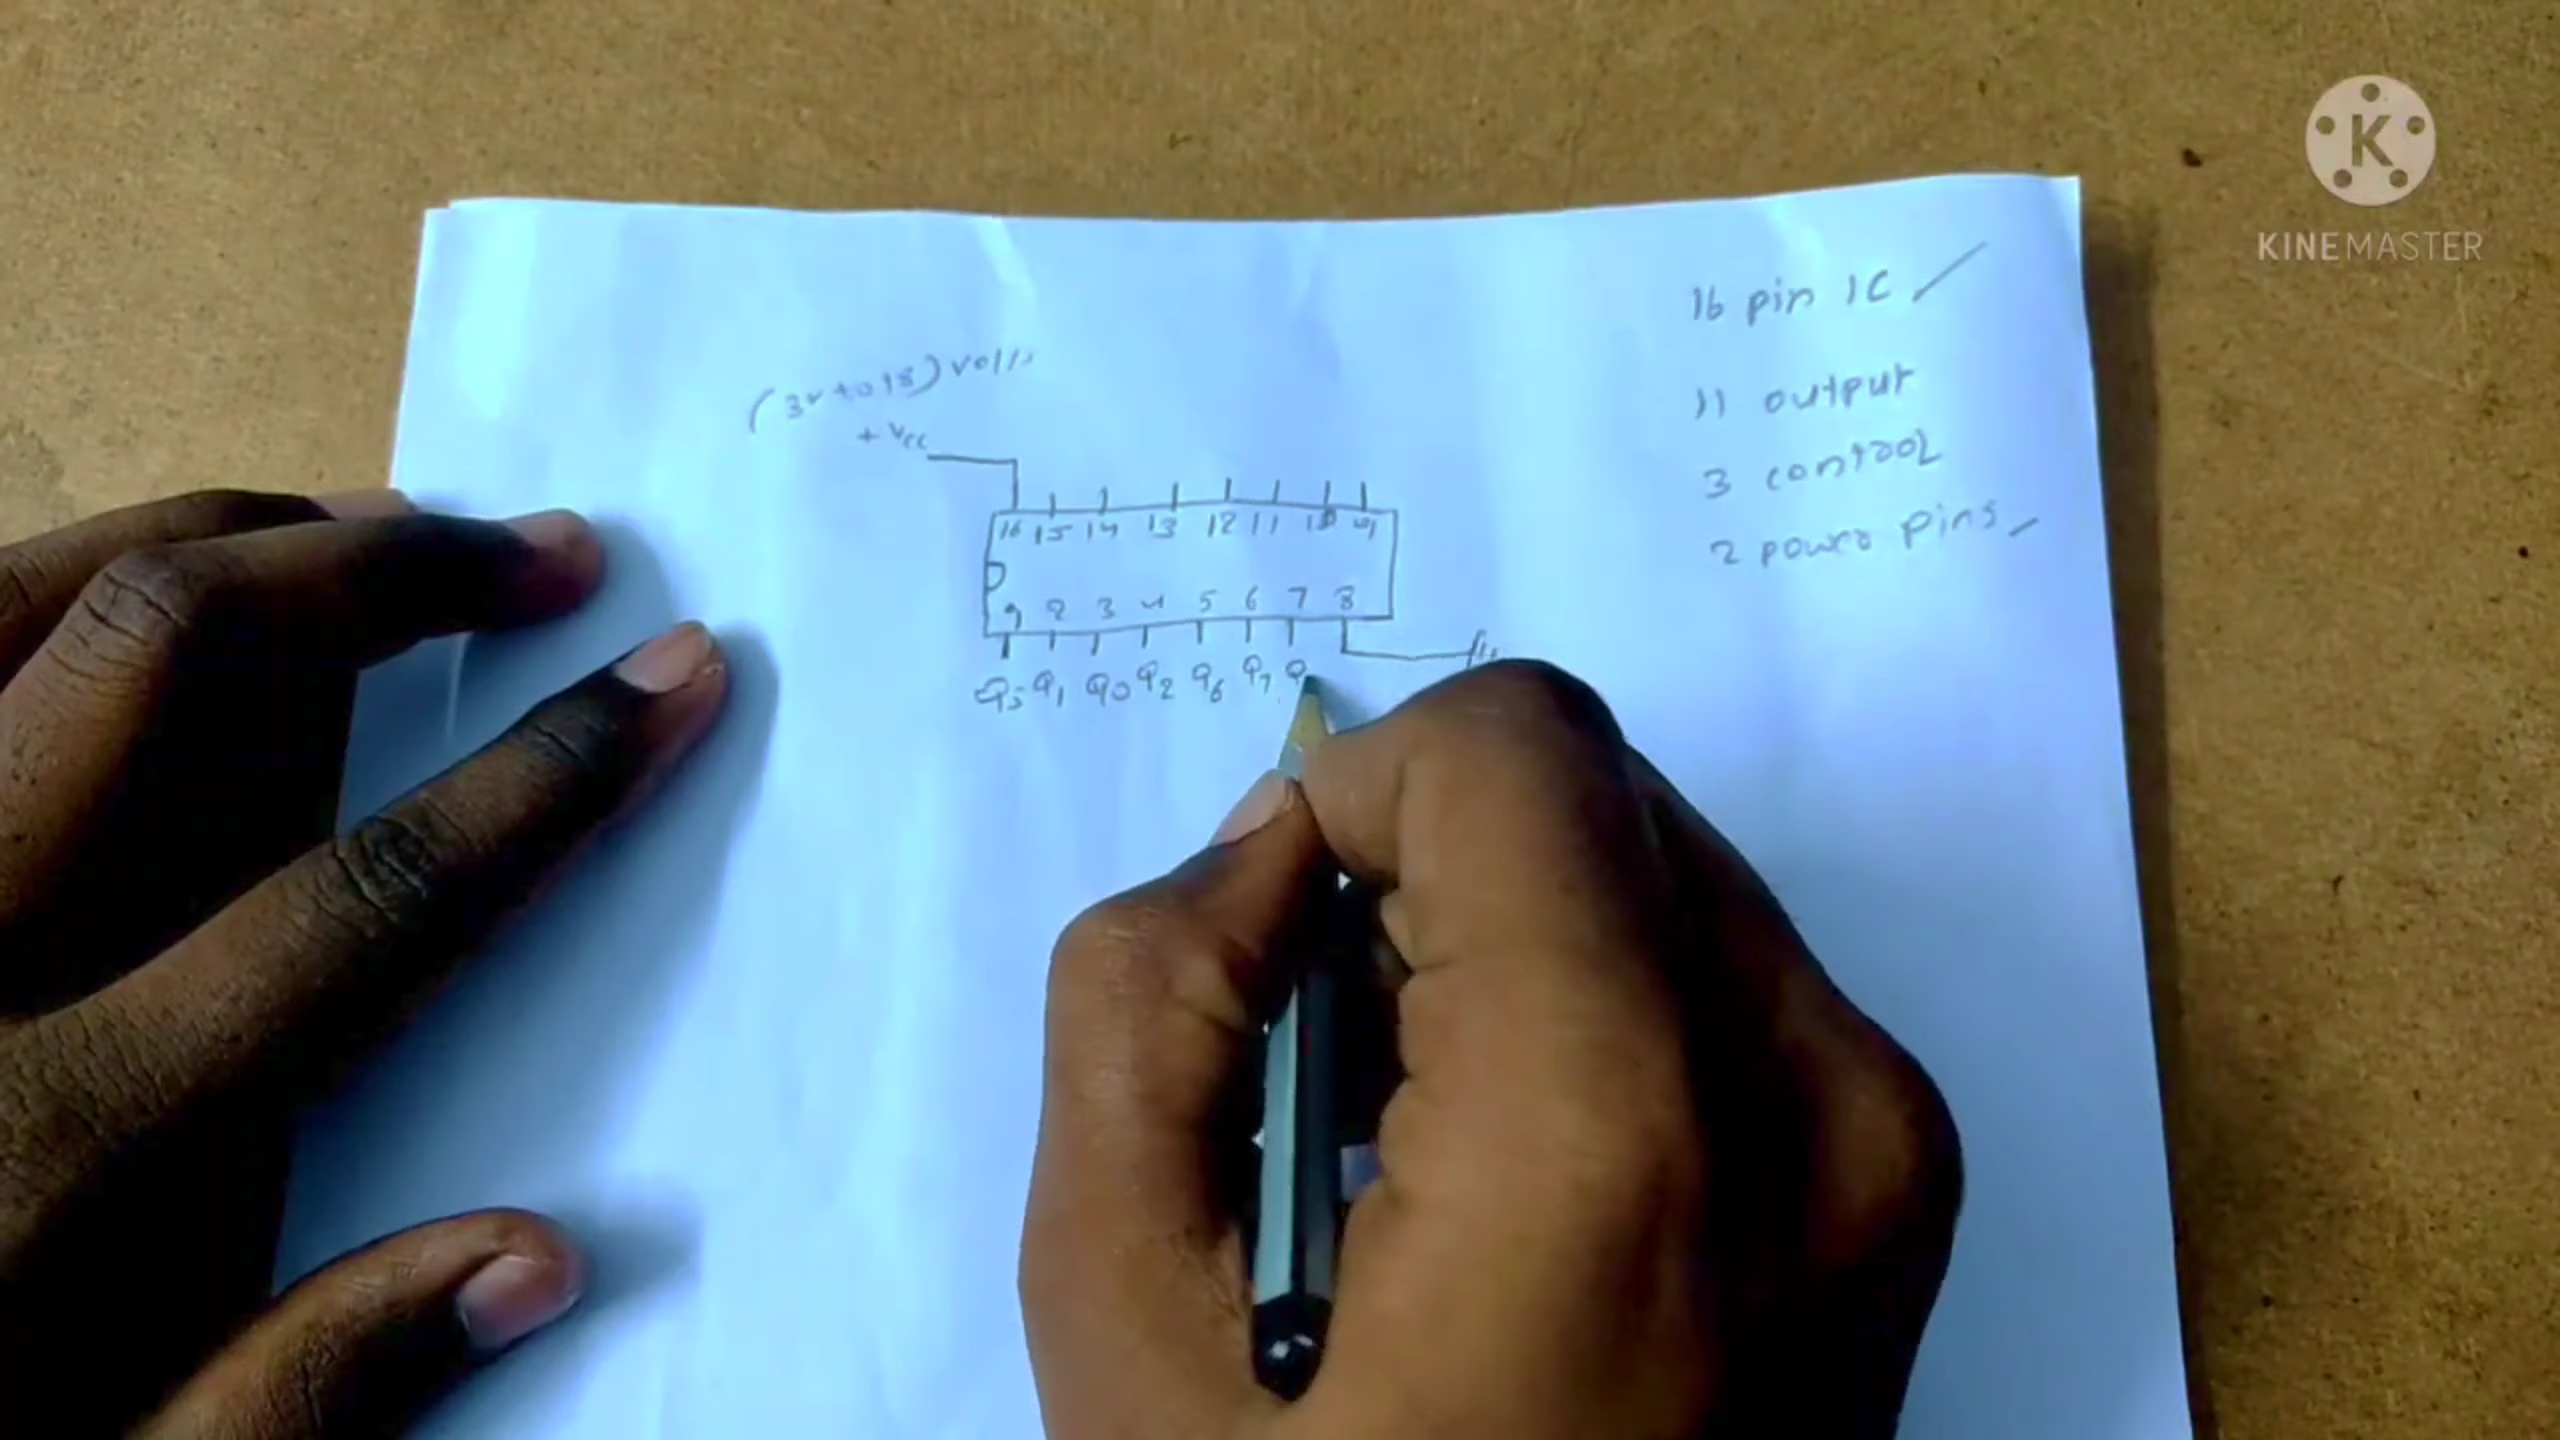 KINEMASTER
16 pin IC
11 output
3 control
2 power pins
(3v to 18) volts
+Vcc
16 15 14 13 12 11 10 9
1 2 3 4 5 6 7 8
Q5 Q1 Q0 Q2 Q6 Q7 Q